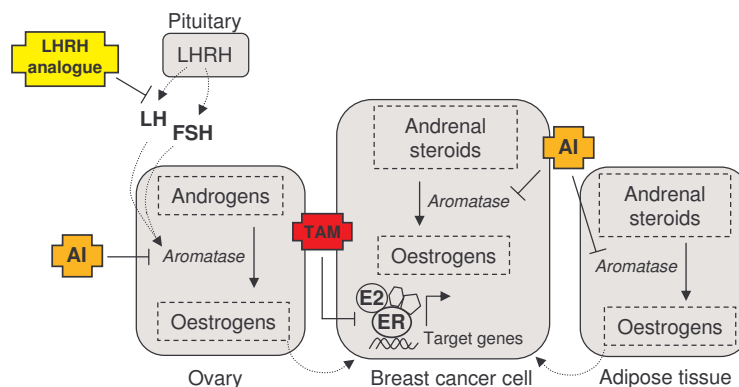 Pituitary
LHRH
LHRH
analogue
LH
FSH
Andrenal
steroids
AI
Aromatase
Oestrogens
E2
ER
Target genes
Breast cancer cell
Androgens
TAM
AI
Aromatase
Oestrogens
Ovary
Andrenal
steroids
Aromatase
Oestrogens
Adipose tissue